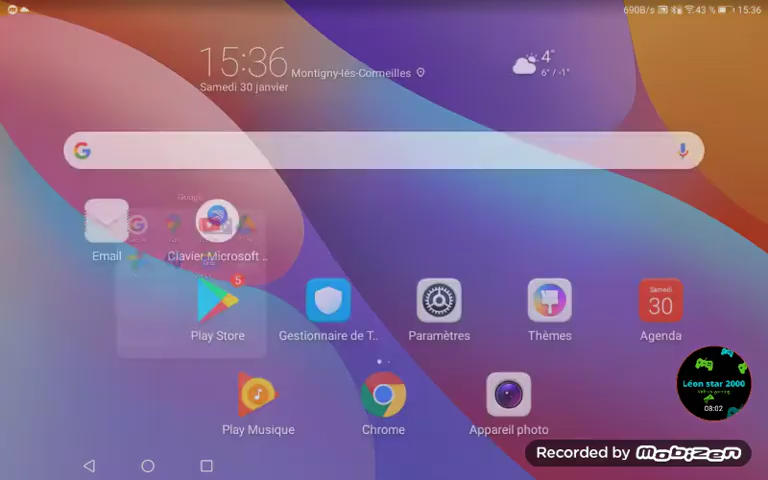 690B/s 43 % 15:36
15:36
Montigny-lès-Cormeilles
Samedi 30 janvier
4°
6° / -1°
Google
Email
Clavier Microsoft ..
5
Samedi
30
Play Store
Gestionnaire de T..
Paramètres
Thèmes
Agenda
Léon star 2000
08:02
Play Musique
Chrome
Appareil photo
Recorded by MOBIZEN